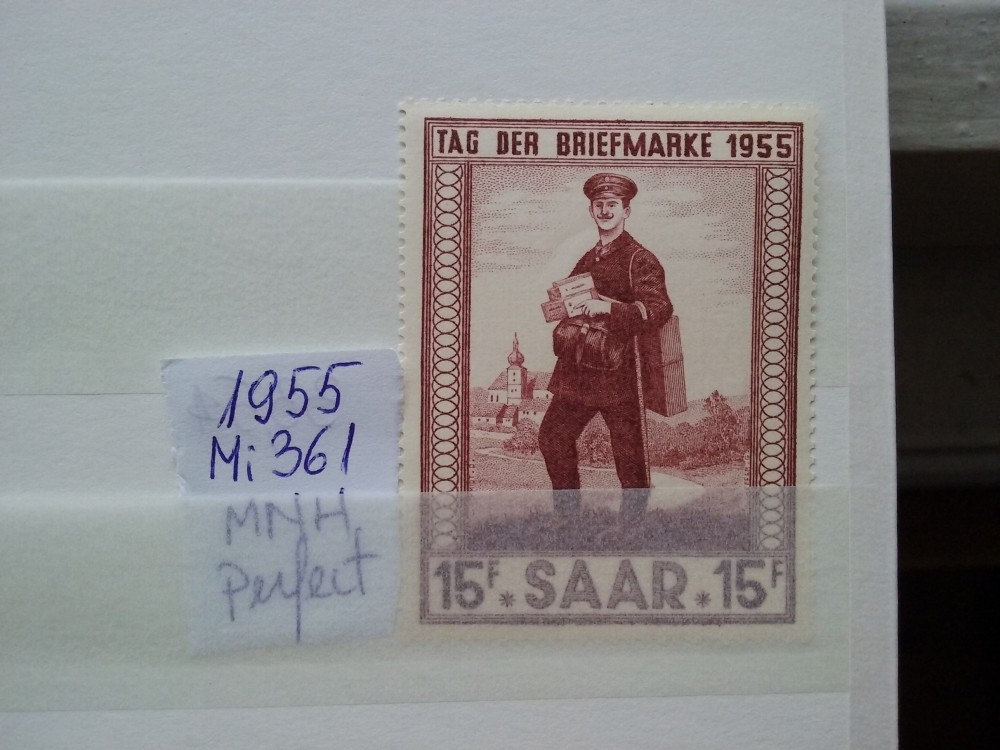 TAG DER BRIEFMARKE 1955
1955
Mi 361
MNH,
Perfect
15F * SAAR * 15F